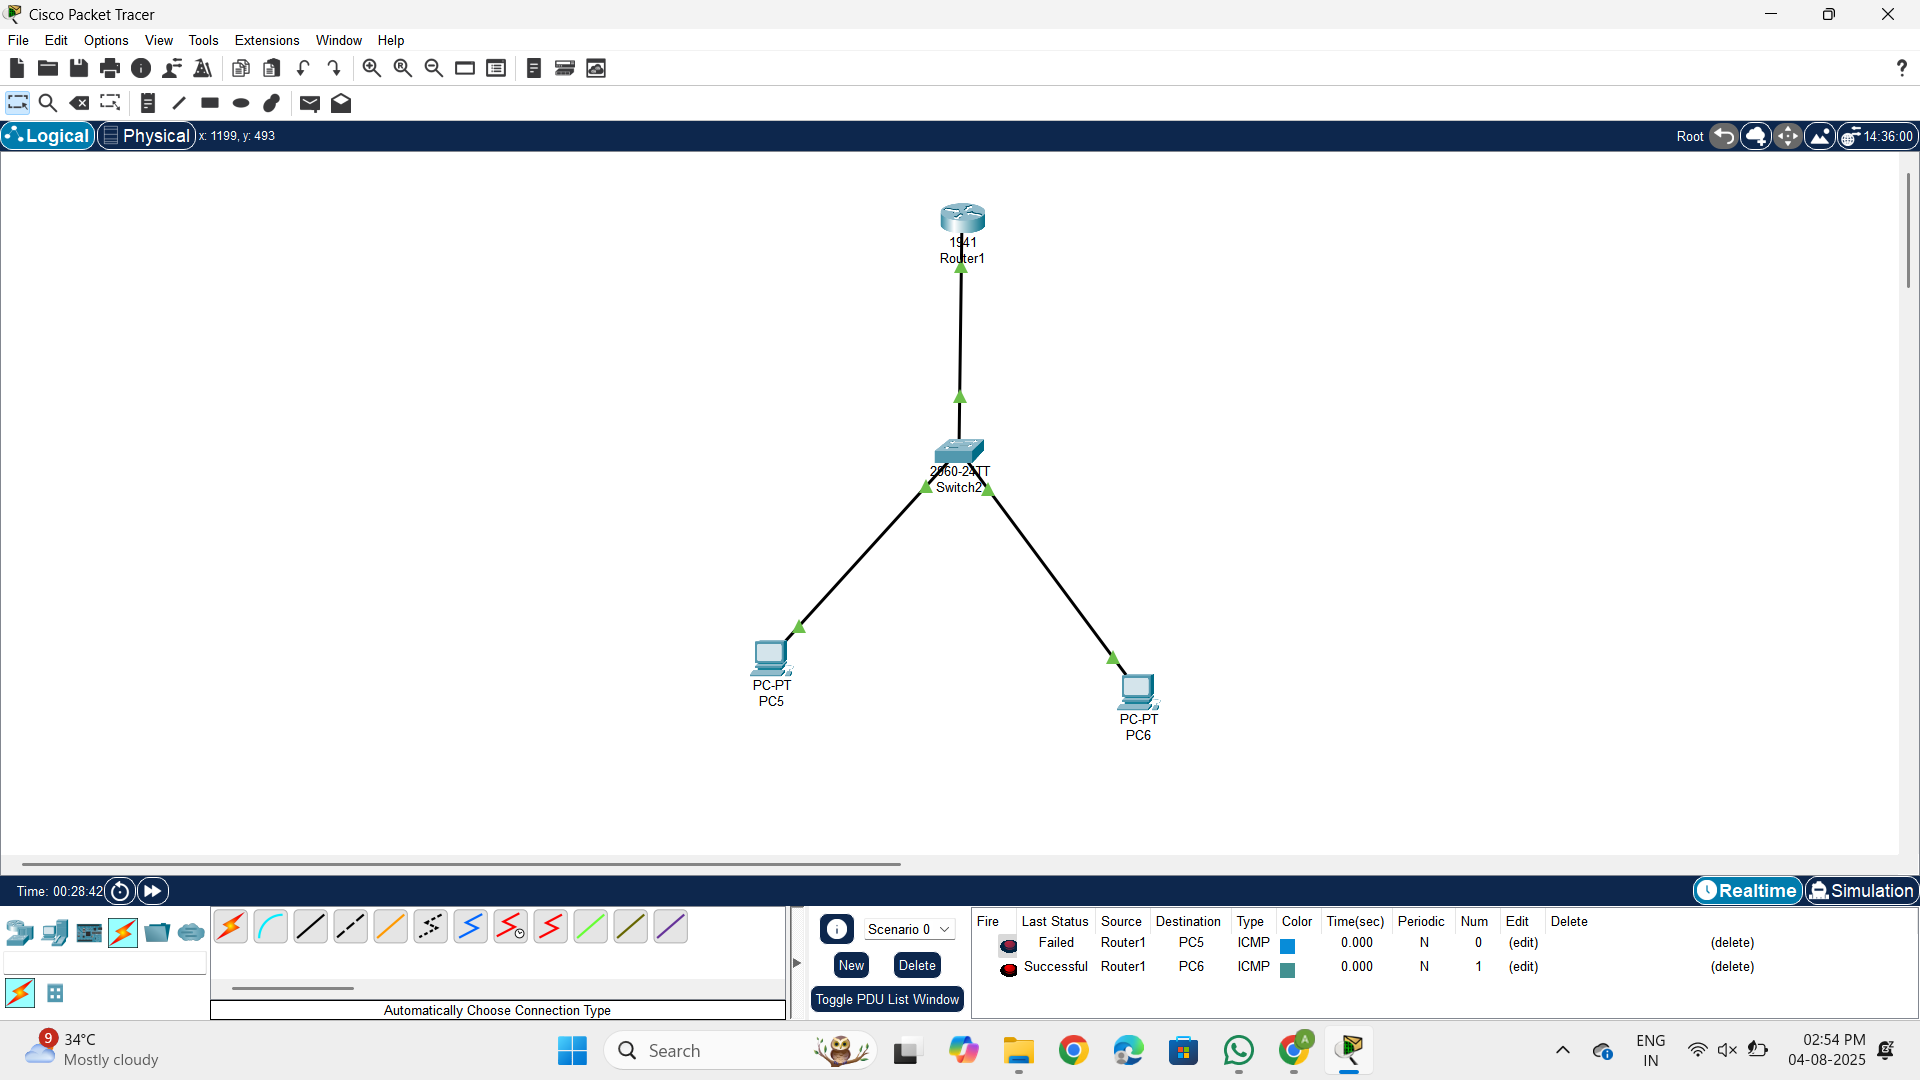 Cisco Packet Tracer
File Edit Options View Tools Extensions Window Help
Logical Physical x: 1199, y: 493 Root 14:36:00
1941
Router1
2960-24TT
Switch2
PC-PT
PC5
PC-PT
PC6
Time: 00:28:42 Realtime Simulation
Scenario 0
New Delete
Toggle PDU List Window
Fire Last Status Source Destination Type Color Time(sec) Periodic Num Edit Delete
Failed Router1 PC5 ICMP 0.000 N 0 (edit) (delete)
Successful Router1 PC6 ICMP 0.000 N 1 (edit) (delete)
Automatically Choose Connection Type
9
34°C
Mostly cloudy
Search
A
ENG
IN
02:54 PM
04-08-2025